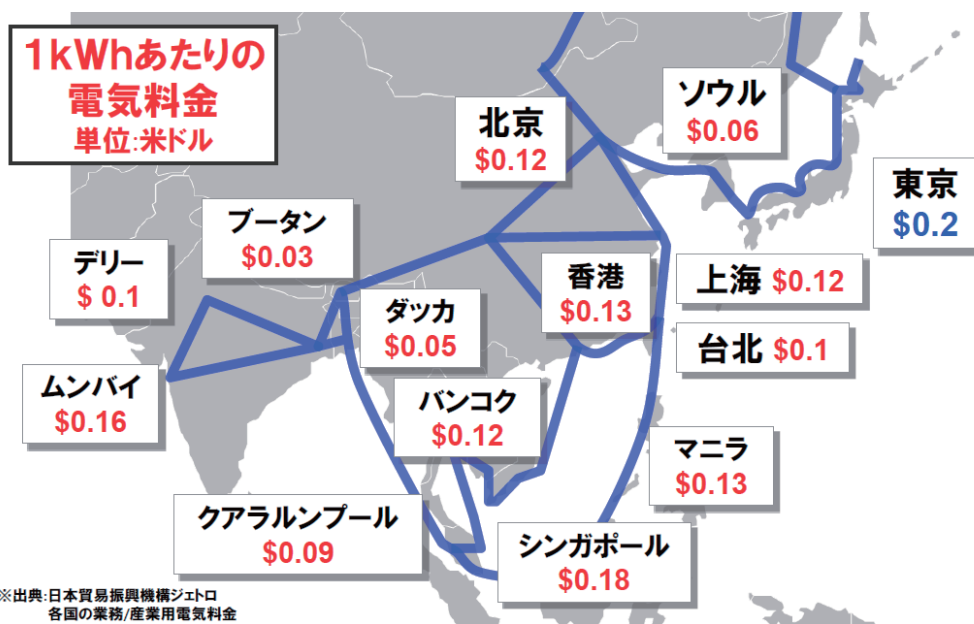 1kWhあたりの
電気料金
単位:米ドル
北京
$0.12
ソウル
$0.06
東京
$0.2
ブータン
$0.03
デリー
$ 0.1
ダッカ
$0.05
香港
$0.13
上海 $0.12
台北 $0.1
ムンバイ
$0.16
バンコク
$0.12
マニラ
$0.13
クアラルンプール
$0.09
シンガポール
$0.18
※出典:日本貿易振興機構ジェトロ
各国の業務/産業用電気料金